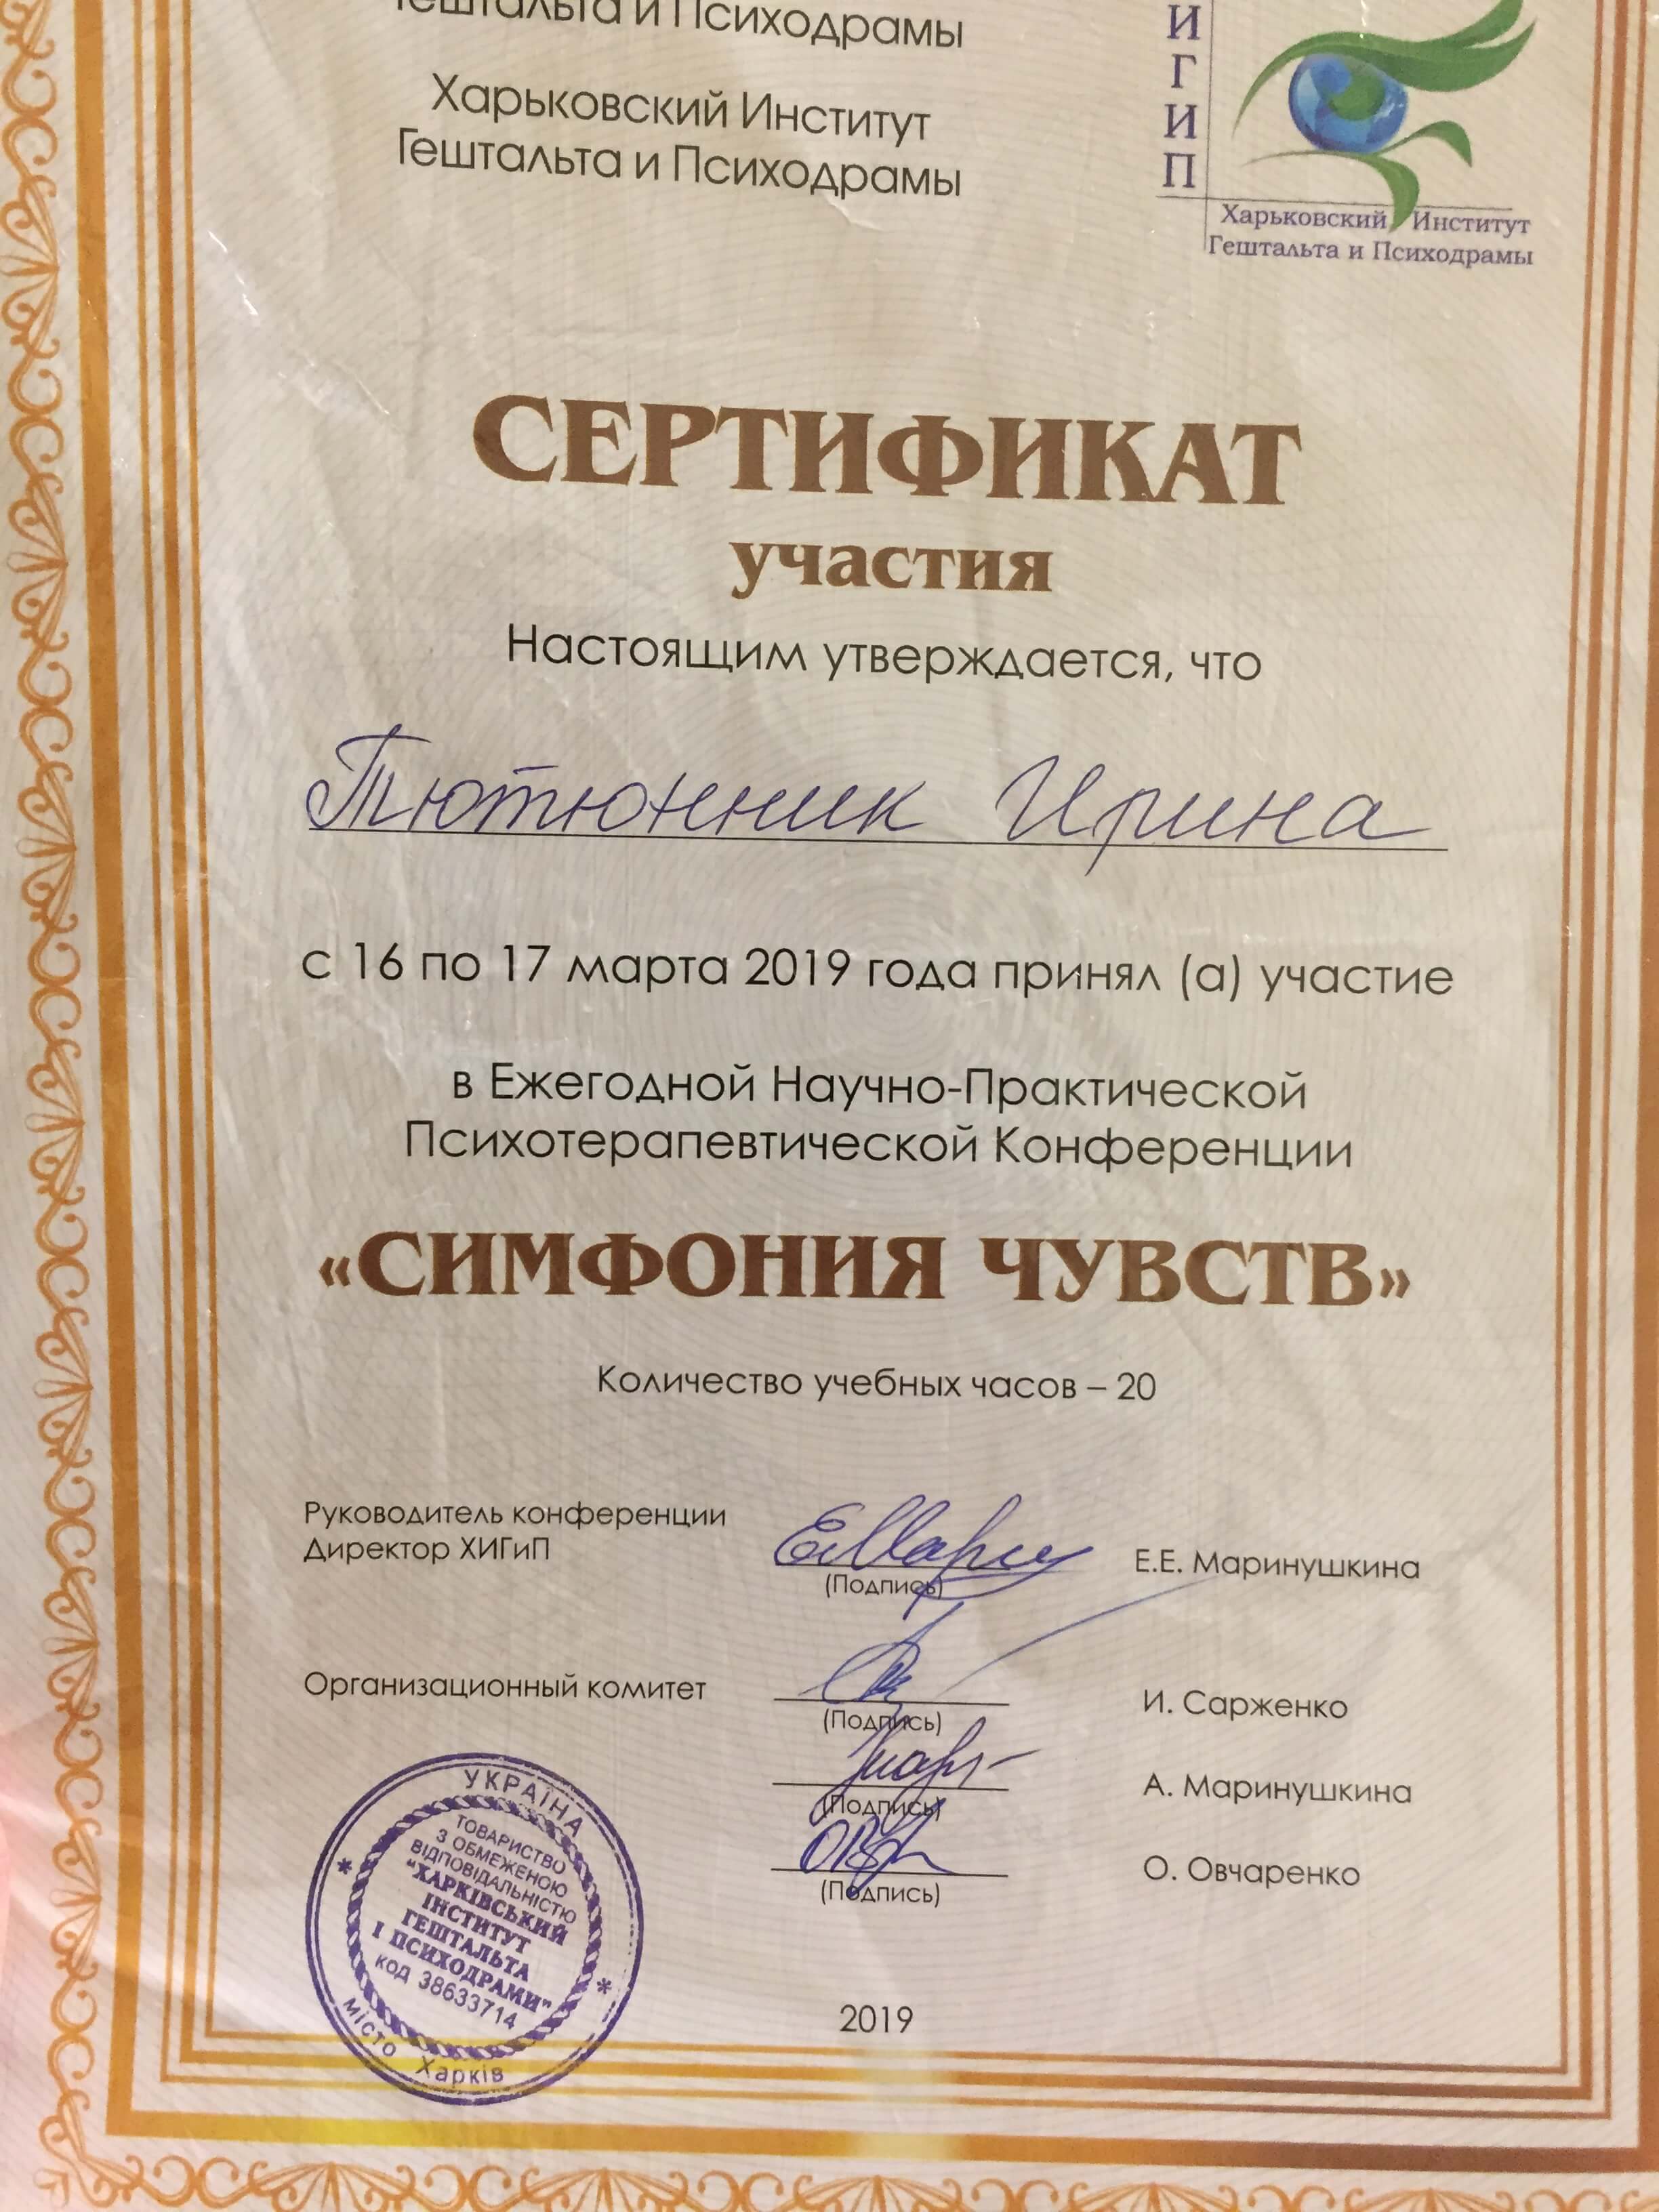 Гештальта и Психодрамы
Харьковский Институт
Гештальта и Психодрамы
И
Г
И
П
Харьковский Институт
Гештальта и Психодрамы
СЕРТИФИКАТ
участия
Настоящим утверждается, что
Тютюнник Ирина
с 16 по 17 марта 2019 года принял (а) участие
в Ежегодной Научно-Практической
Психотерапевтической Конференции
«СИМФОНИЯ ЧУВСТВ»
Количество учебных часов – 20
Руководитель конференции
Директор ХИГиП
(Подпись)
Е.Е. Маринушкина
Организационный комитет
(Подпись)
И. Сарженко
(Подпись)
А. Маринушкина
(Подпись)
О. Овчаренко
УКРАЇНА
ТОВАРИСТВО
З ОБМЕЖЕНОЮ
ВІДПОВІДАЛЬНІСТЮ
"ХАРКІВСЬКИЙ
ІНСТИТУТ
ГЕШТАЛЬТА
І ПСИХОДРАМИ"
код 38633714
місто Харків
2019